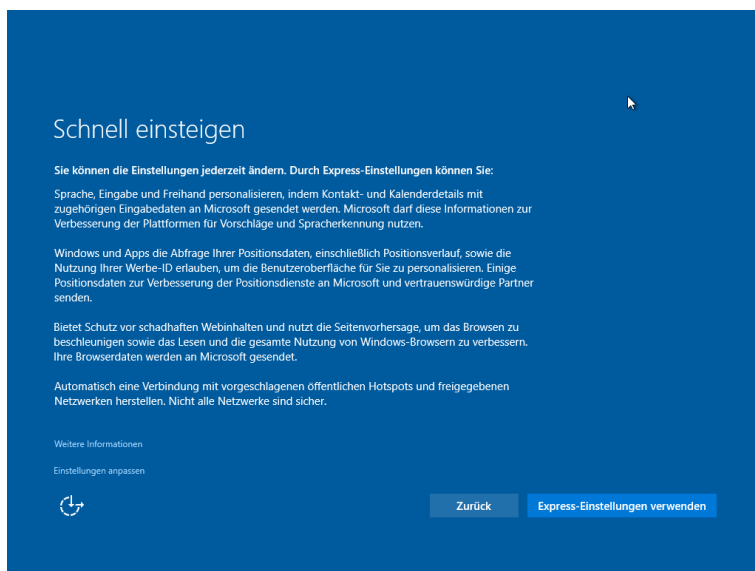 Schnell einsteigen
Sie können die Einstellungen jederzeit ändern. Durch Express-Einstellungen können Sie:
Sprache, Eingabe und Freihand personalisieren, indem Kontakt- und Kalenderdetails mit
zugehörigen Eingabedaten an Microsoft gesendet werden. Microsoft darf diese Informationen zur
Verbesserung der Plattformen für Vorschläge und Spracherkennung nutzen.
Windows und Apps die Abfrage Ihrer Positionsdaten, einschließlich Positionsverlauf, sowie die
Nutzung Ihrer Werbe-ID erlauben, um die Benutzeroberfläche für Sie zu personalisieren. Einige
Positionsdaten zur Verbesserung der Positionsdienste an Microsoft und vertrauenswürdige Partner
senden.
Bietet Schutz vor schadhaften Webinhalten und nutzt die Seitenvorhersage, um das Browsen zu
beschleunigen sowie das Lesen und die gesamte Nutzung von Windows-Browsern zu verbessern.
Ihre Browserdaten werden an Microsoft gesendet.
Automatisch eine Verbindung mit vorgeschlagenen öffentlichen Hotspots und freigegebenen
Netzwerken herstellen. Nicht alle Netzwerke sind sicher.
Weitere Informationen
Einstellungen anpassen
Zurück
Express-Einstellungen verwenden